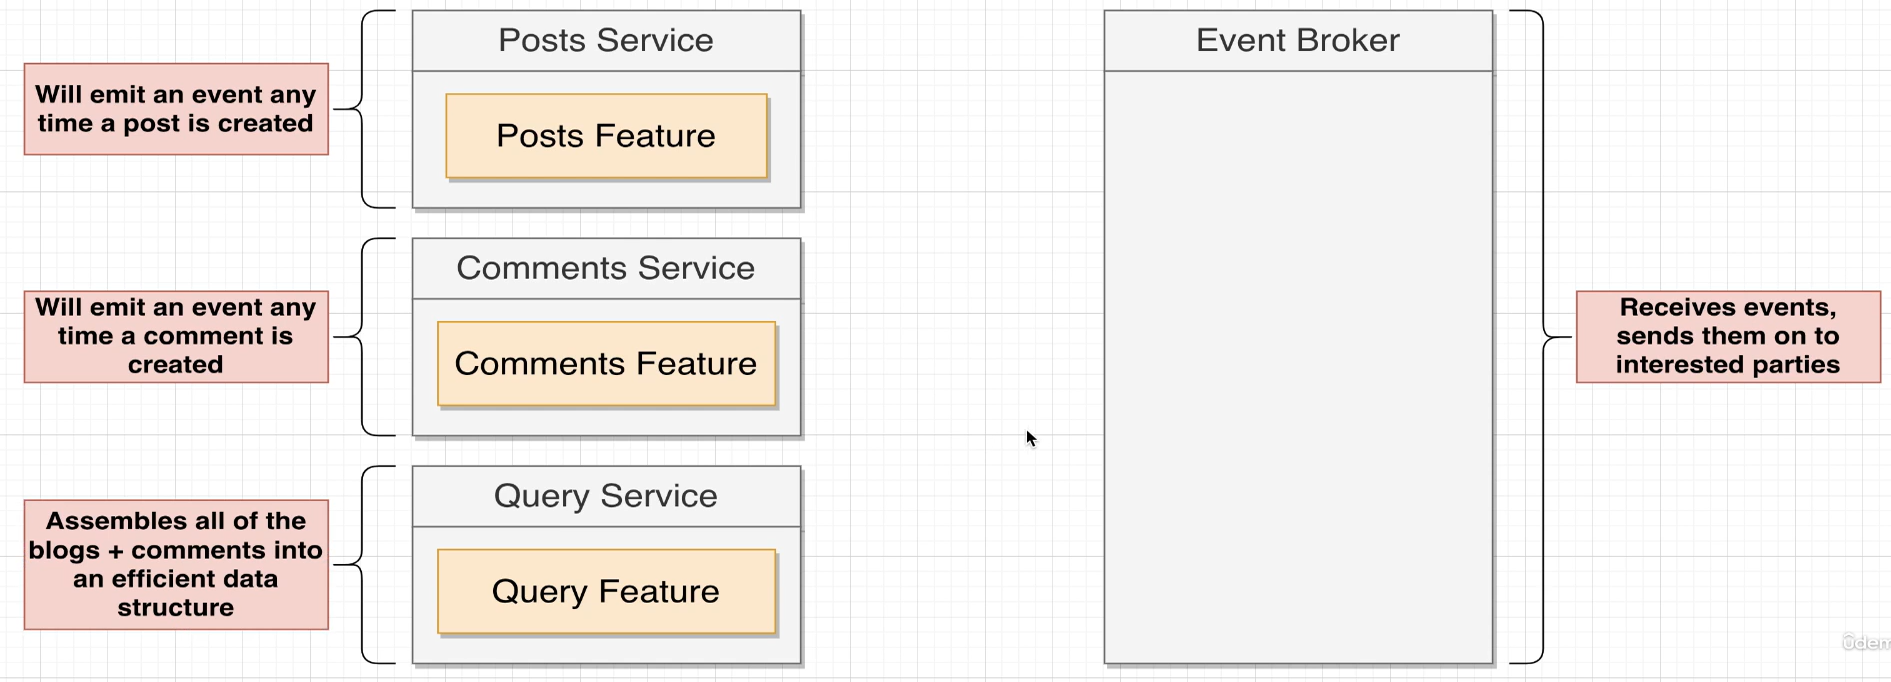 Posts Service
Event Broker
Will emit an event any
time a post is created
Posts Feature
Comments Service
Will emit an event any
time a comment is
created
Comments Feature
Receives events,
sends them on to
interested parties
Query Service
Assembles all of the
blogs + comments into
an efficient data
structure
Query Feature